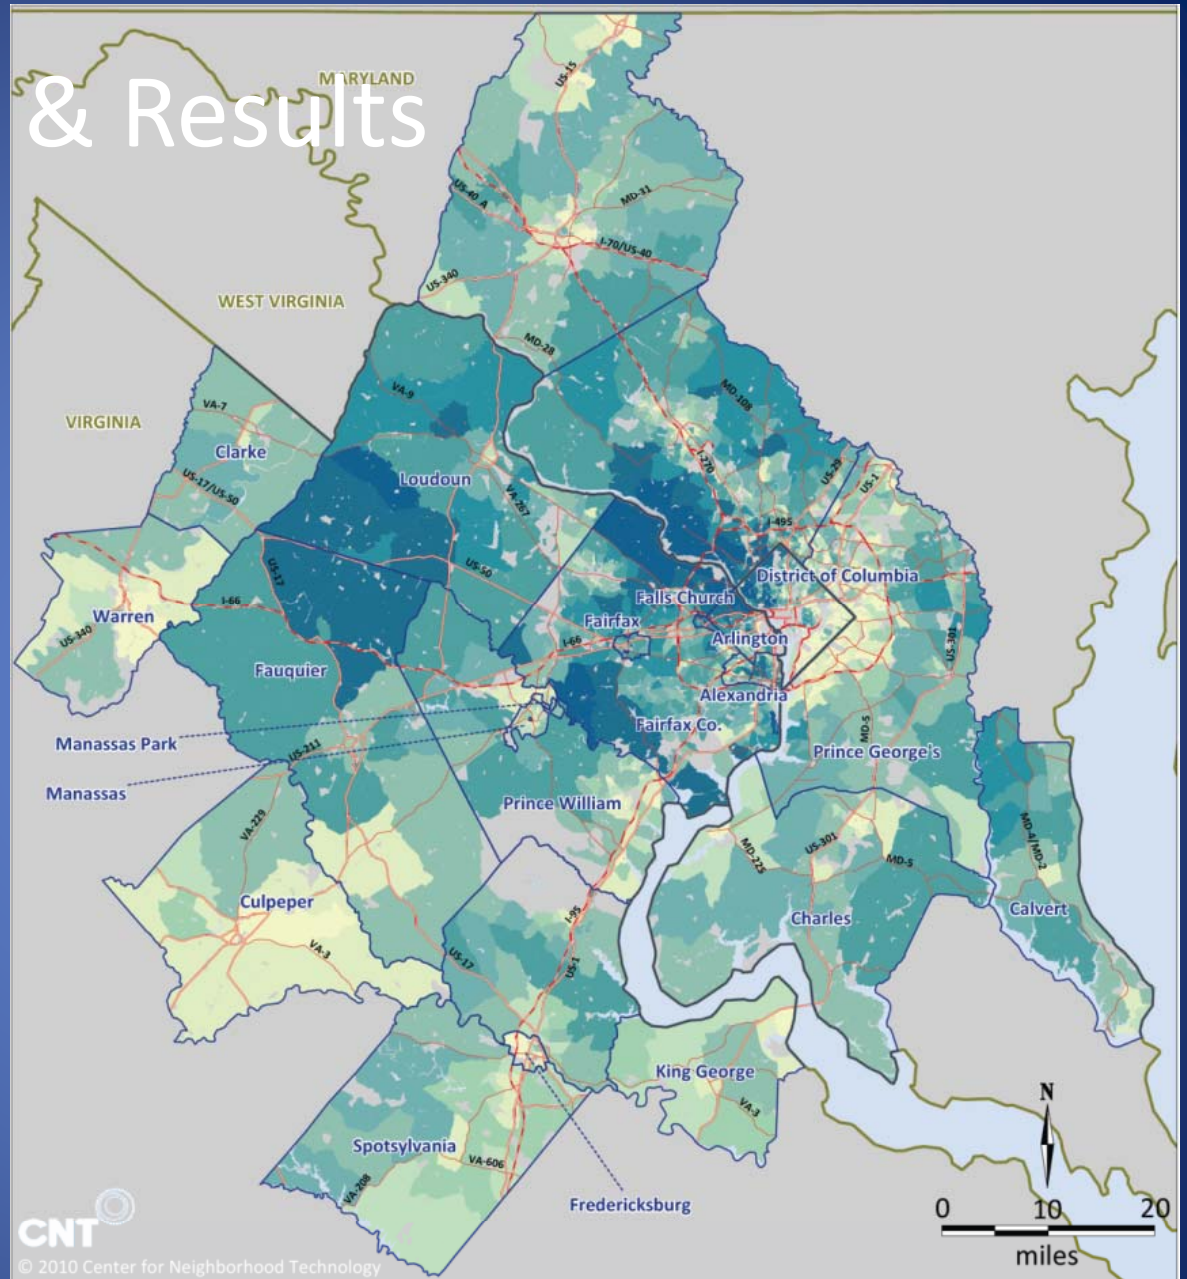 & Results
MARYLAND
US-15
US-40 A
MD-31
I-70/US-40
US-340
WEST VIRGINIA
MD-28
VA-9
MD-108
VA-7
VIRGINIA
Clarke
Loudoun
I-270
US-29
US-1
US-17/US-50
VA-267
I-495
US-50
US-17
District of Columbia
Falls Church
I-66
Warren
Fairfax
I-66
Arlington
US-340
US-301
Fauquier
Alexandria
Fairfax Co.
MD-5
Manassas Park
US-211
Prince George's
Manassas
Prince William
VA-229
MD-225
US-301
MD-5
MD-4/MD-2
Culpeper
I-95
Charles
Calvert
VA-3
US-17
US-1
King George
N
VA-3
Spotsylvania
VA-606
VA-208
Fredericksburg
0 10 20
miles
CNT
© 2010 Center for Neighborhood Technology